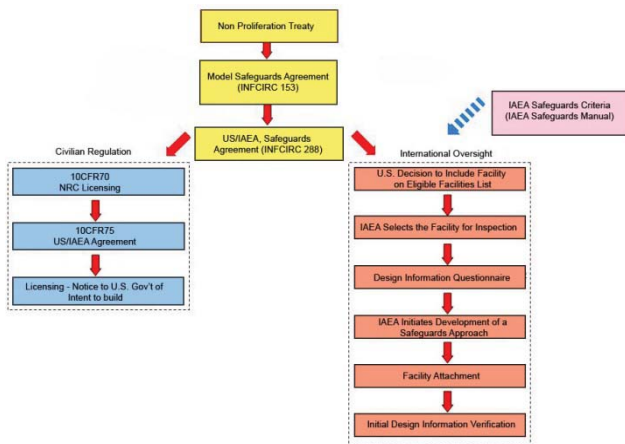 Non Proliferation Treaty
Model Safeguards Agreement
(INFCIRC 153)
IAEA Safeguards Criteria
(IAEA Safeguards Manual)
US/IAEA, Safeguards
Agreement (INFCIRC 288)
Civilian Regulation
10CFR70
NRC Licensing
10CFR75
US/IAEA Agreement
Licensing - Notice to U.S. Gov't of
Intent to build
International Oversight
U.S. Decision to Include Facility
on Eligible Facilities List
IAEA Selects the Facility for Inspection
Design Information Questionnaire
IAEA Initiates Development of a
Safeguards Approach
Facility Attachment
Initial Design Information Verification